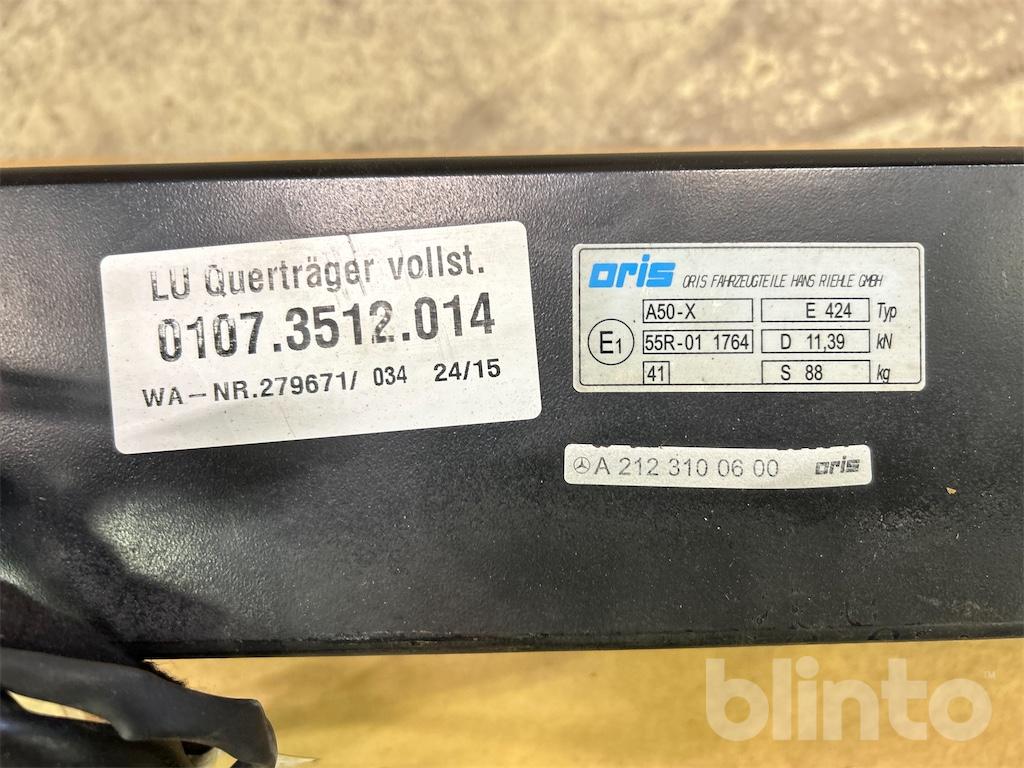 LU Querträger vollst.
0107.3512.014
WA-NR.279671/ 034 24/15
oris ORIS FAHRZEUGTEILE HANS RIEHLE GMBH
A50-X E 424 Typ
E1 55R-01 1764 D 11,39 kN
41 S 88 kg
A 212 310 06 00 oris
blinto™